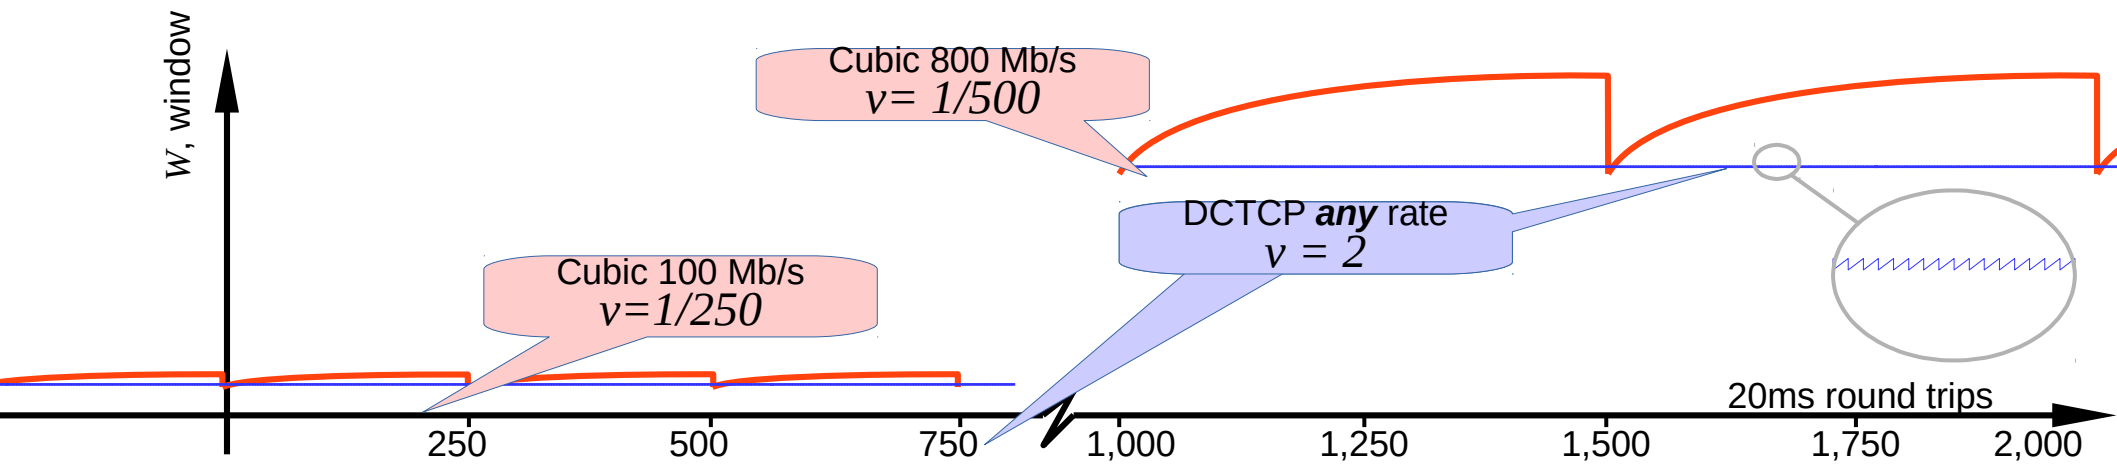 W, window
Cubic 800 Mb/s
v= 1/500
DCTCP any rate
v = 2
Cubic 100 Mb/s
v=1/250
20ms round trips
250 500 750 1,000 1,250 1,500 1,750 2,000